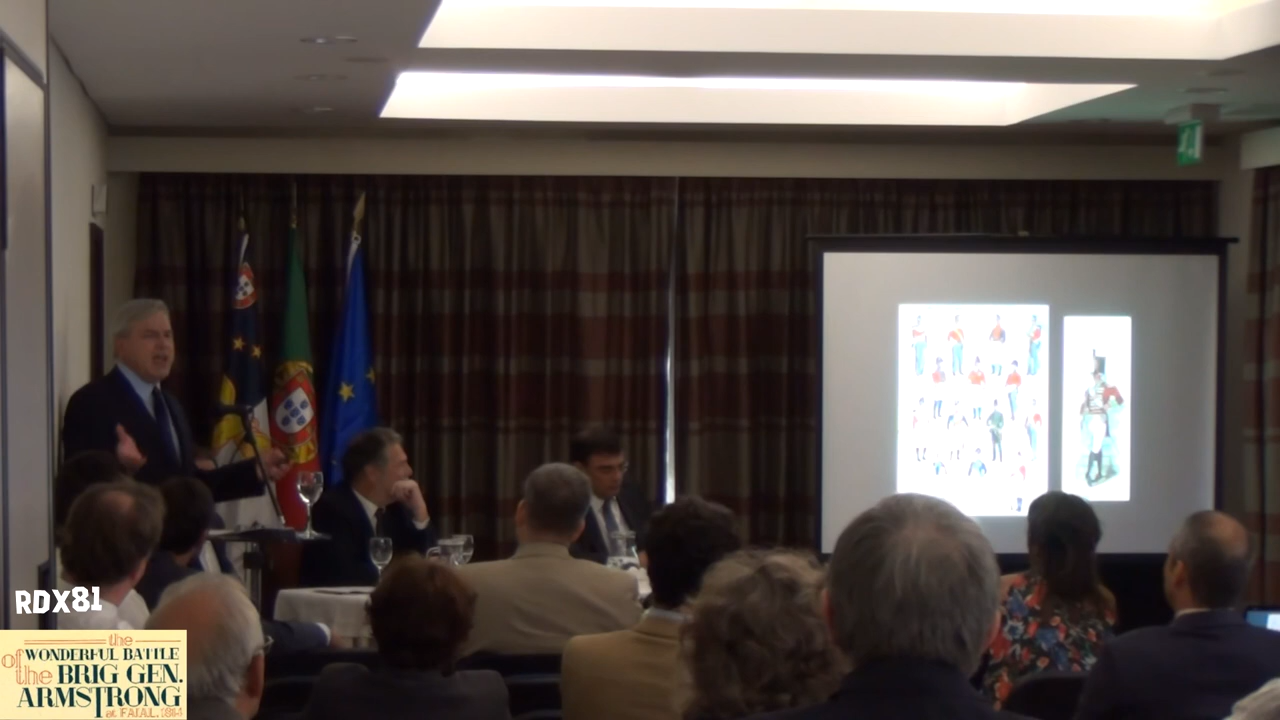 RDX81
the
of WONDERFUL BATTLE
the BRIG GEN.
ARMSTRONG
at FAIAL. 1814